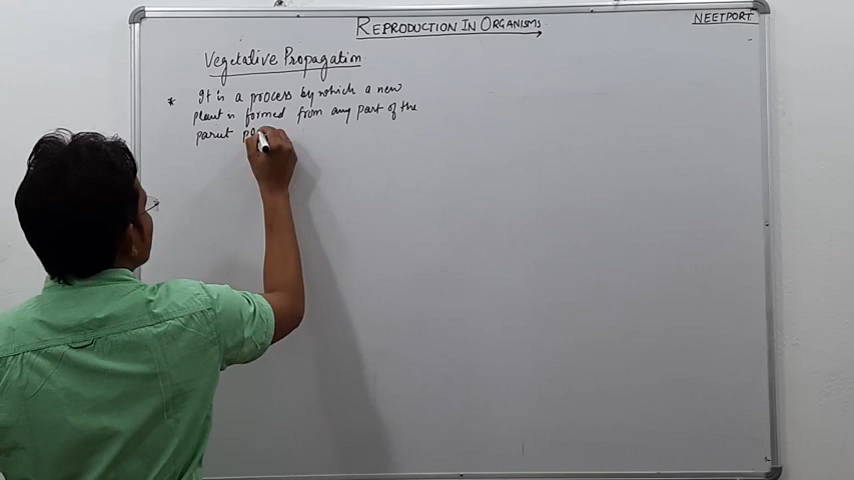 REPRODUCTION IN ORGANISMS
NEETPORT
Vegetative Propagation
* It is a process by which a new
plant is formed from any part of the
parent